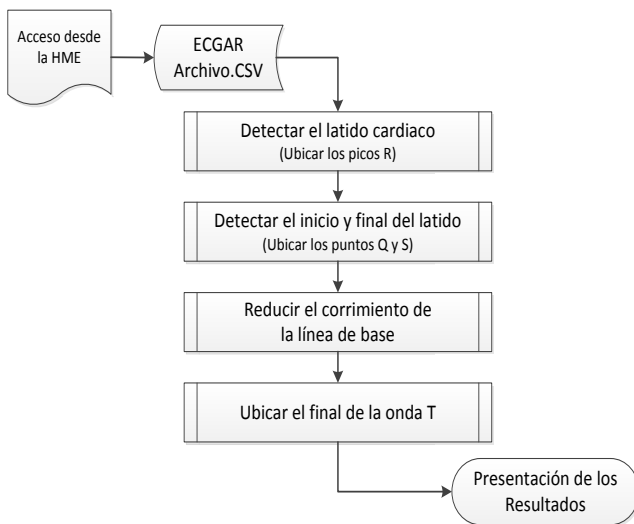 Acceso desde
la HME
ECGAR
Archivo.CSV
Detectar el latido cardiaco
(Ubicar los picos R)
Detectar el inicio y final del latido
(Ubicar los puntos Q y S)
Reducir el corrimiento de
la línea de base
Ubicar el final de la onda T
Presentación de los
Resultados